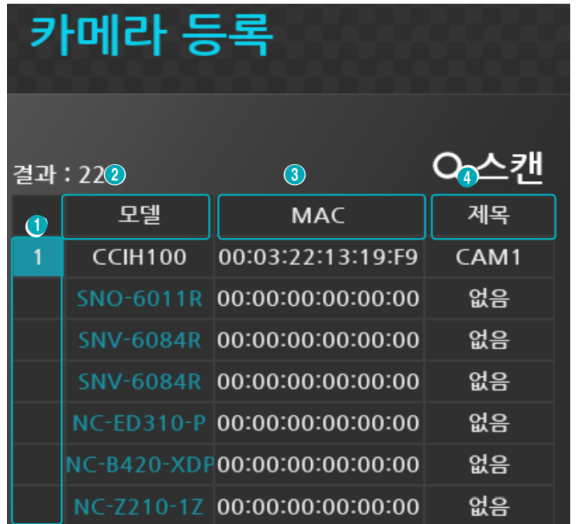 카메라 등록
결과 : 22 ② ③ ④ 스캔
① 모델 MAC 제목
1 CCIH100 00:03:22:13:19:F9 CAM1
SNO-6011R 00:00:00:00:00:00 없음
SNV-6084R 00:00:00:00:00:00 없음
SNV-6084R 00:00:00:00:00:00 없음
NC-ED310-P 00:00:00:00:00:00 없음
NC-B420-XDP 00:00:00:00:00:00 없음
NC-Z210-1Z 00:00:00:00:00:00 없음